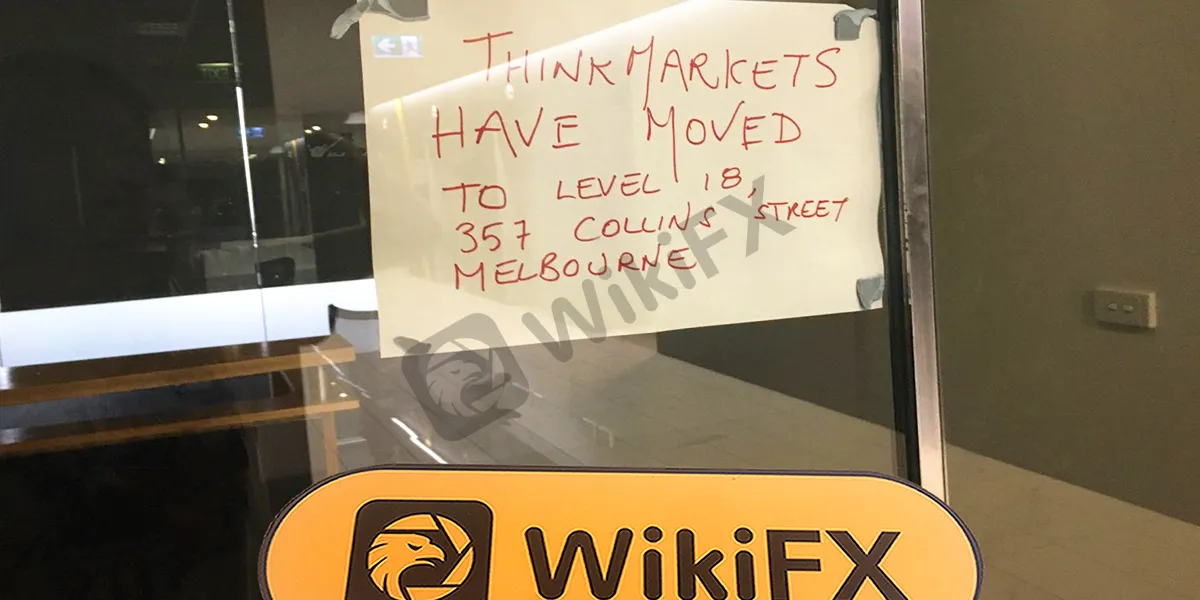 THINKMARKETS
HAVE MOVED
TO LEVEL 18,
357 COLLINS STREET
MELBOURNE
WikiFX
WikiFX